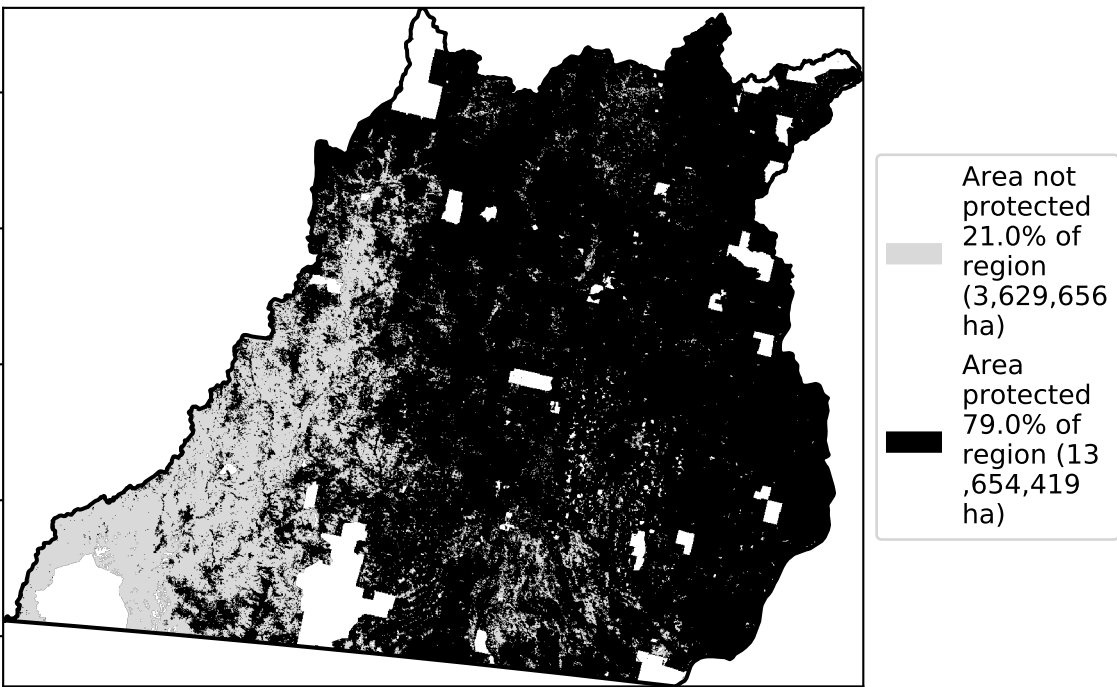 Area not
protected
21.0% of
region
(3,629,656
ha)
Area
protected
79.0% of
region (13
,654,419
ha)